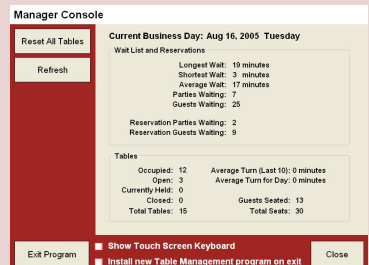 Manager Console
Reset All Tables
Refresh
Current Business Day: Aug 16, 2005 Tuesday
Wait List and Reservations
Longest Wait: 19 minutes
Shortest Wait: 3 minutes
Average Wait: 17 minutes
Parties Waiting: 7
Guests Waiting: 25
Reservation Parties Waiting: 2
Reservation Guests Waiting: 9
Tables
Occupied: 12 Average Turn (Last 10): 0 minutes
Open: 3 Average Turn for Day: 0 minutes
Currently Held: 0
Closed: 0 Guests Seated: 13
Total Tables: 15 Total Seats: 30
Exit Program
Show Touch Screen Keyboard
Install new Table Management program on exit
Close